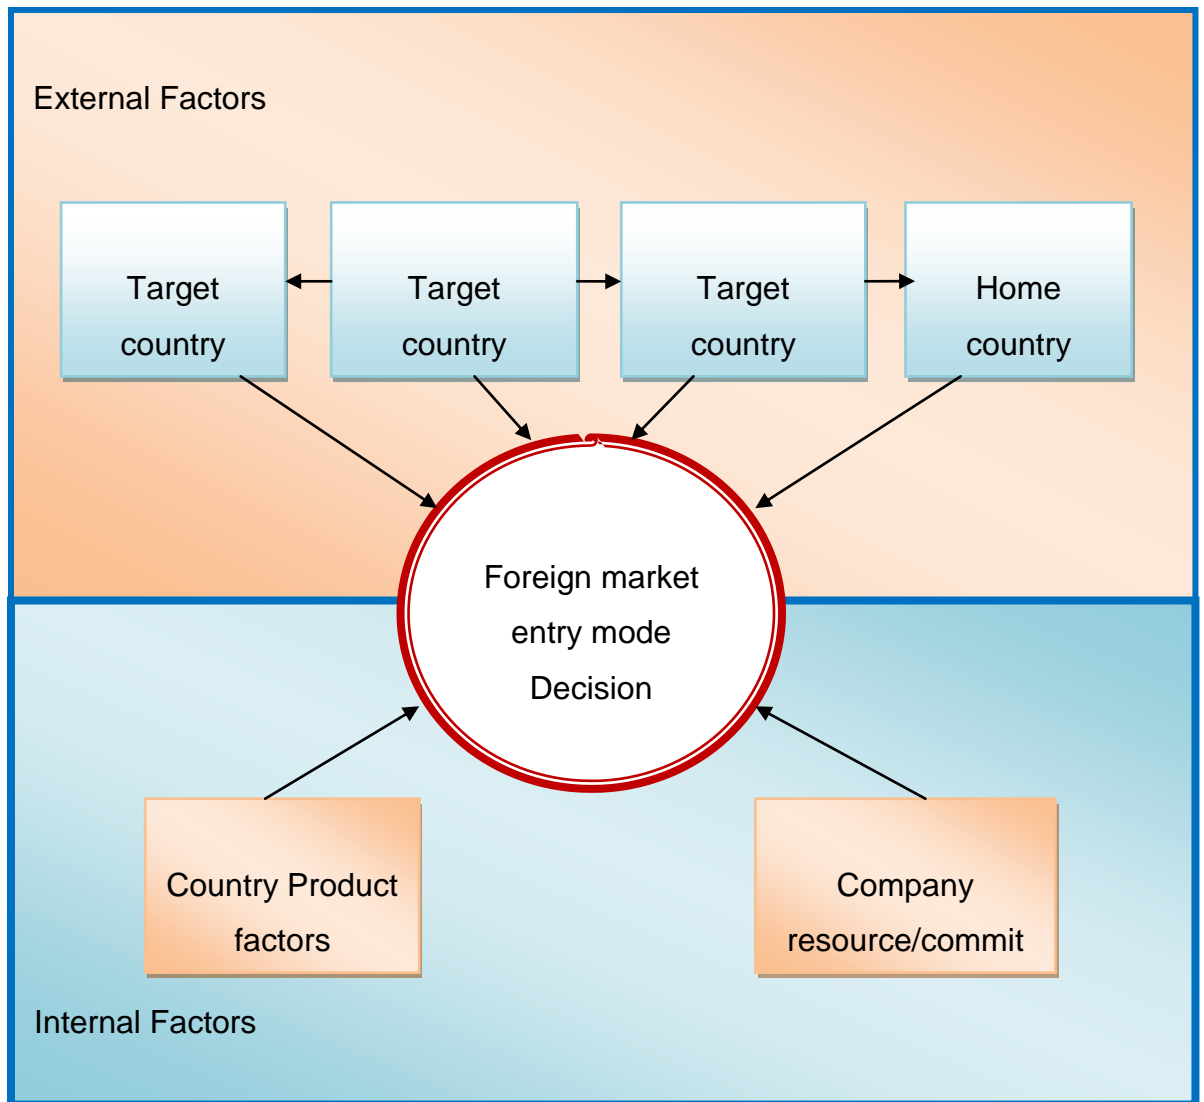 External Factors
Target
country
Target
country
Target
country
Home
country
Foreign market
entry mode
Decision
Country Product
factors
Company
resource/commit
Internal Factors